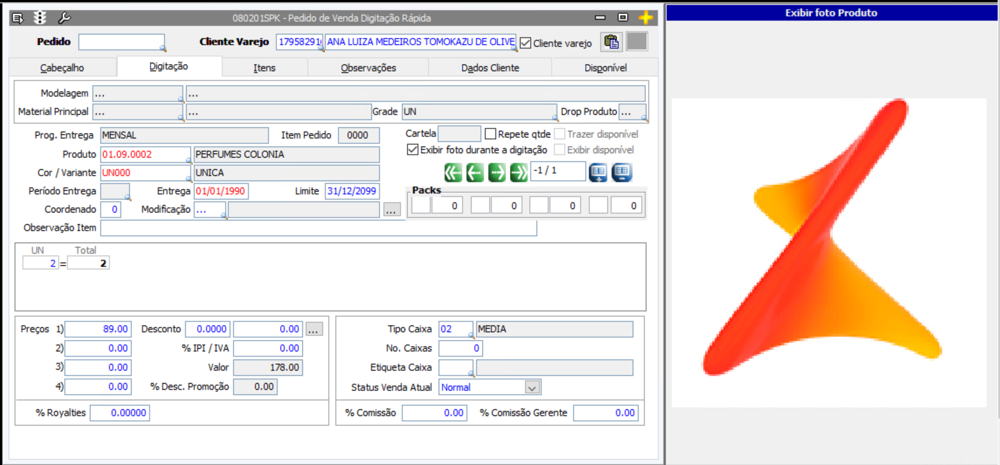 080201SPK - Pedido de Venda Digitação Rápida
Exibir foto Produto
Pedido Cliente Varejo 17958291 ANA LUIZA MEDEIROS TOMOKAZU DE OLIVE Cliente varejo
Cabeçalho Digitação Itens Observações Dados Cliente Disponível
Modelagem ... ...
Material Principal ... ... Grade UN Drop Produto ...
Prog. Entrega MENSAL Item Pedido 0000 Cartela Repete qtde Trazer disponível
Exibir foto durante a digitação Exibir disponível
Produto 01.09.0002 PERFUMES COLONIA
Cor / Variante UN000 UNICA -1 / 1
Período Entrega Entrega 01/01/1990 Limite 31/12/2099
Packs
Coordenado 0 Modificação ... ... 0 0 0 0
Observação Item
UN Total
2 = 2
Preços 1) 89.00 Desconto 0.0000 0.00 ... Tipo Caixa 02 MEDIA
2) 0.00 % IPI / IVA 0.00 No. Caixas 0
3) 0.00 Valor 178.00 Etiqueta Caixa
4) 0.00 % Desc. Promoção 0.00 Status Venda Atual Normal
% Royalties 0.00000 % Comissão 0.00 % Comissão Gerente 0.00